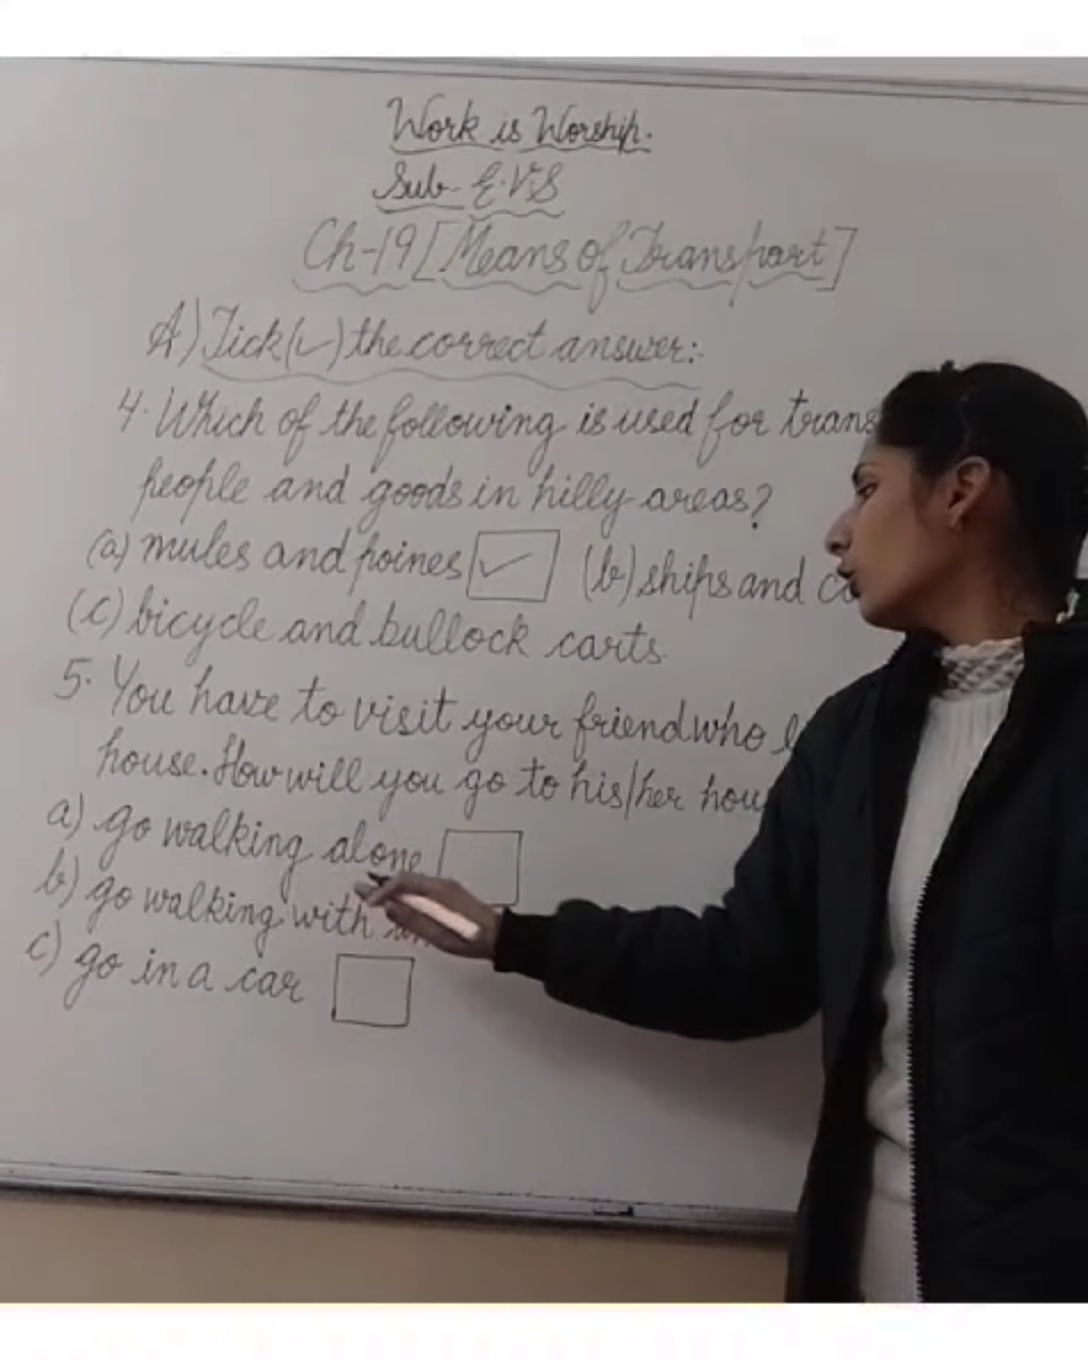 Work is Worship.
Sub- E.V.S
Ch-19 [Means of Transport]
A) Tick (✓) the correct answer:-
4. Which of the following is used for trans
people and goods in hilly areas?
(a) mules and poines ✓ (b) ships and
(c) bicycle and bullock carts.
5. You have to visit your friend who
house. How will you go to his/her
a) go walking alone
b) go walking with
c) go in a car